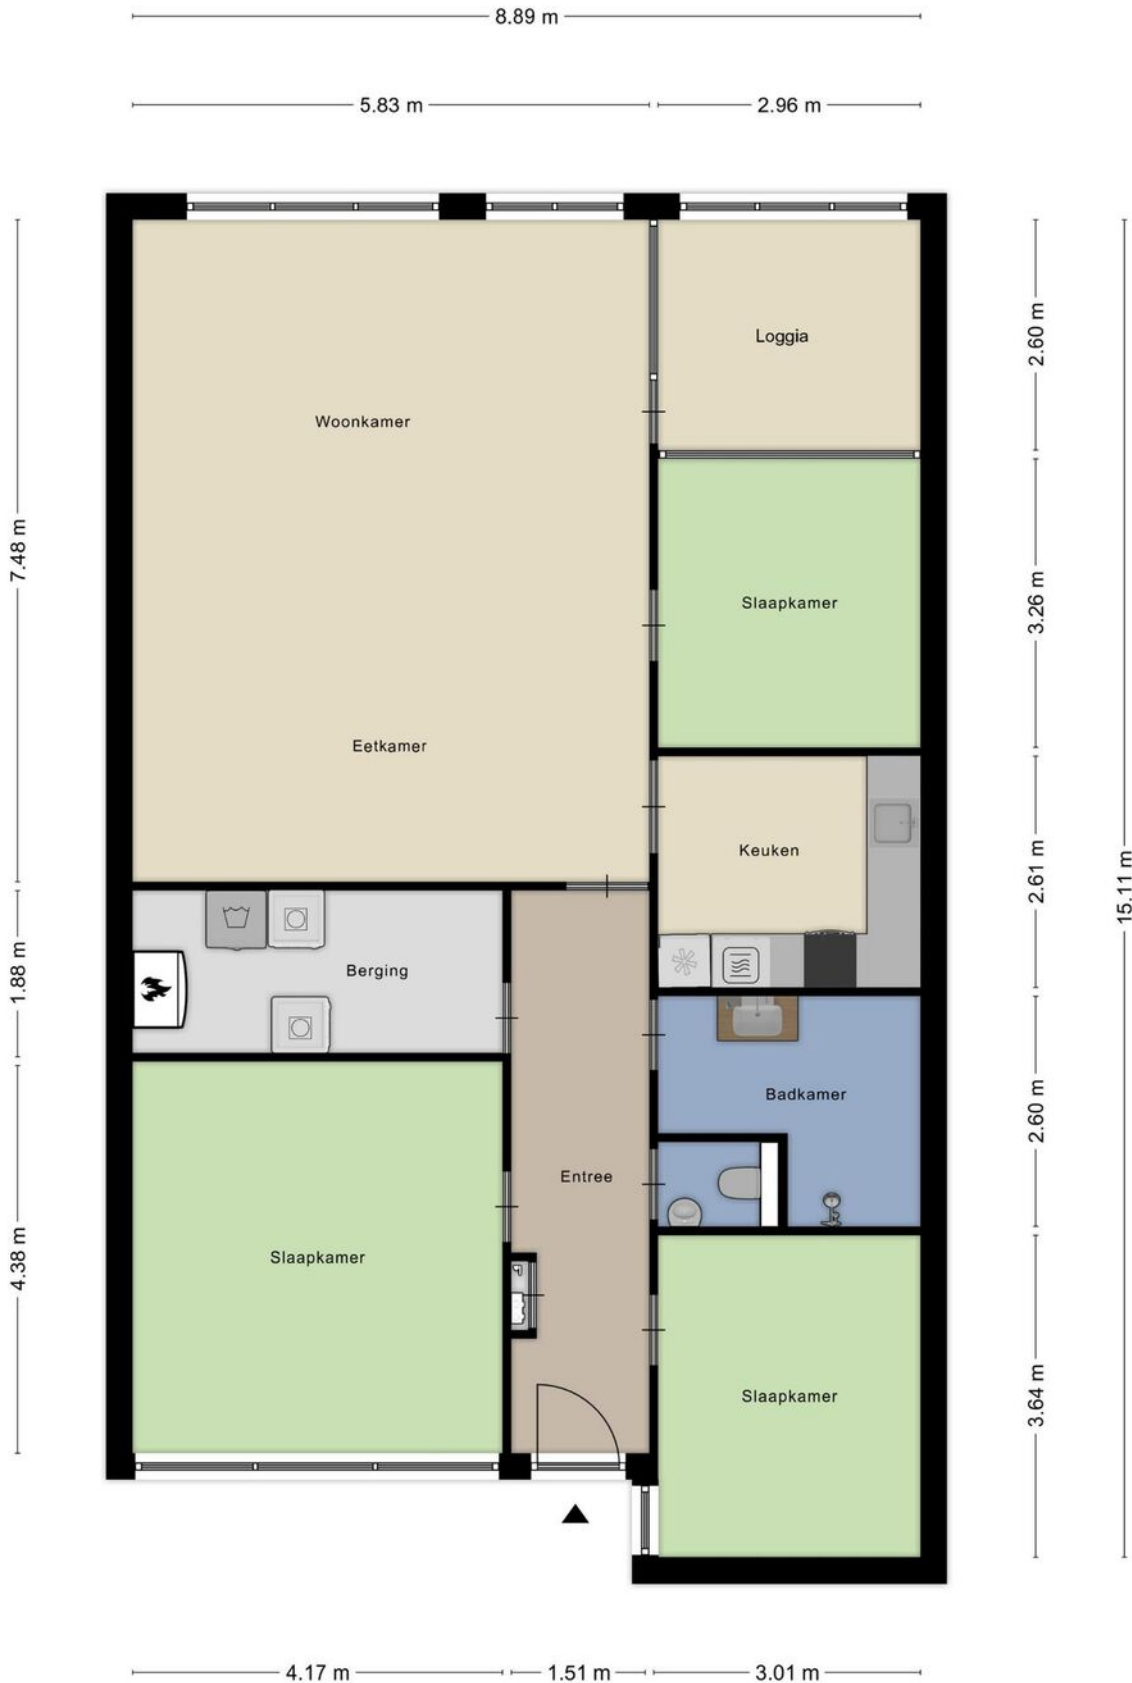 8.89 m
5.83 m
2.96 m
Loggia
2.60 m
Woonkamer
7.48 m
Slaapkamer
3.26 m
Eetkamer
Keuken
2.61 m
15.11 m
Berging
1.88 m
Badkamer
2.60 m
Entree
Slaapkamer
4.38 m
Slaapkamer
3.64 m
4.17 m
1.51 m
3.01 m